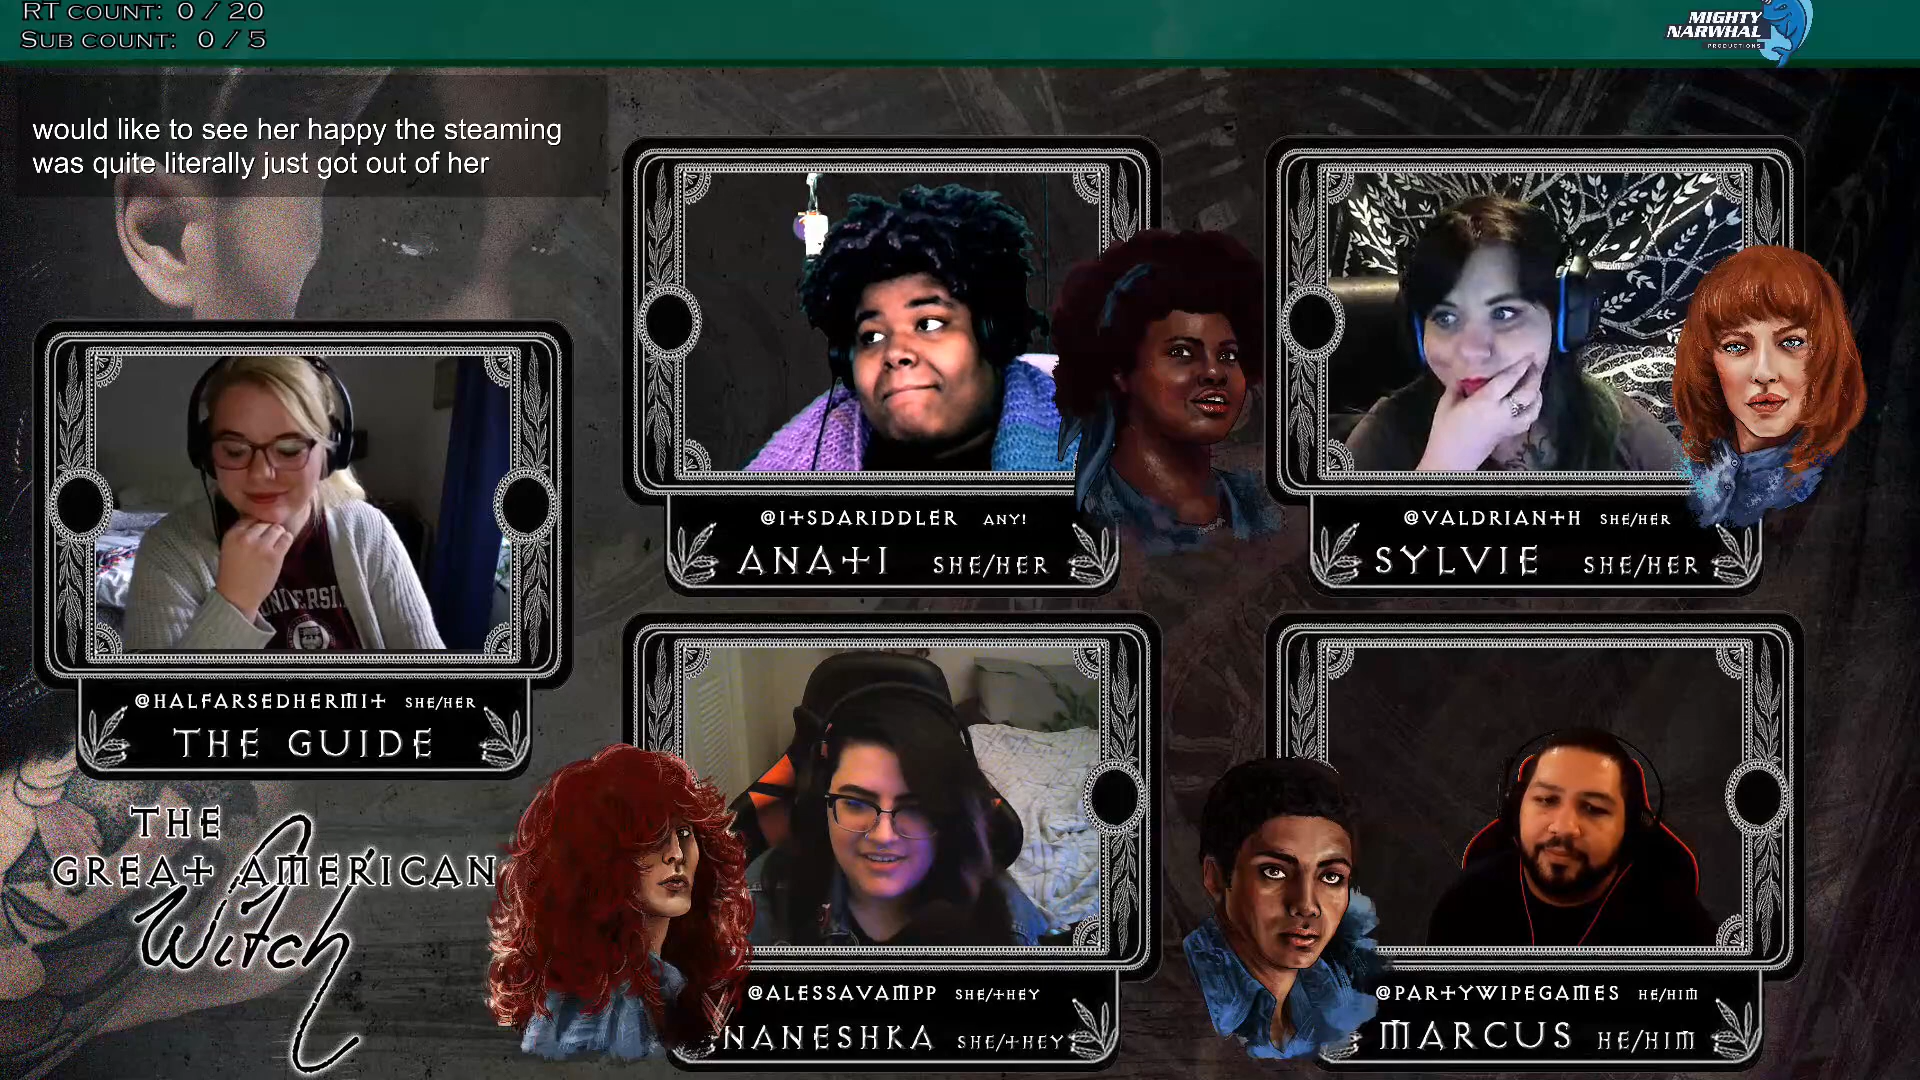 RT COUNT: 0 / 20
SUB COUNT: 0 / 5
MIGHTY
NARWHAL
PRODUCTIONS
would like to see her happy the steaming
was quite literally just got out of her
@ITSDARIDDLER ANY!
ANATI SHE/HER
@VALDRIANTH SHE/HER
SYLVIE SHE/HER
UNIVERSI
@HALFARSEDHERMIT SHE/HER
THE GUIDE
THE
GREAT AMERICAN
Witch
@ALESSAVAMPP SHE/THEY
NANESHKA SHE/THEY
@PARTYWIPEGAMES HE/HIM
MARCUS HE/HIM